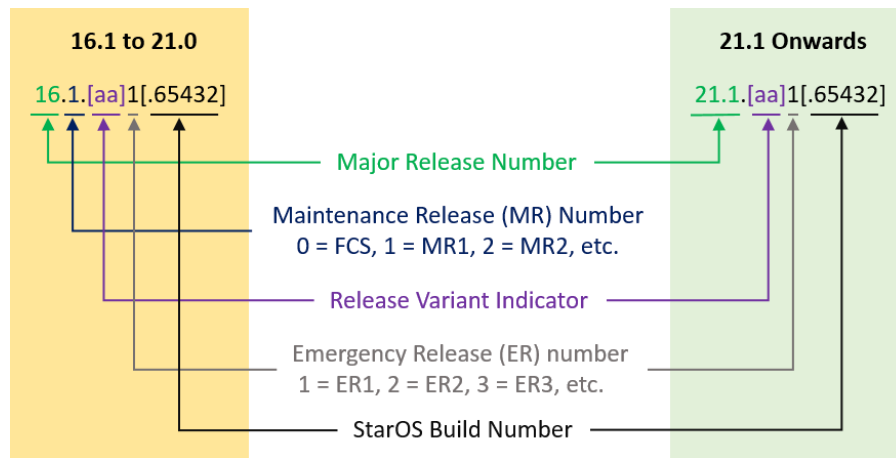 16.1 to 21.0
21.1 Onwards
16.1.[aa]1[.65432]
21.1.[aa]1[.65432]
Major Release Number
Maintenance Release (MR) Number
0 = FCS, 1 = MR1, 2 = MR2, etc.
Release Variant Indicator
Emergency Release (ER) number
1 = ER1, 2 = ER2, 3 = ER3, etc.
StarOS Build Number